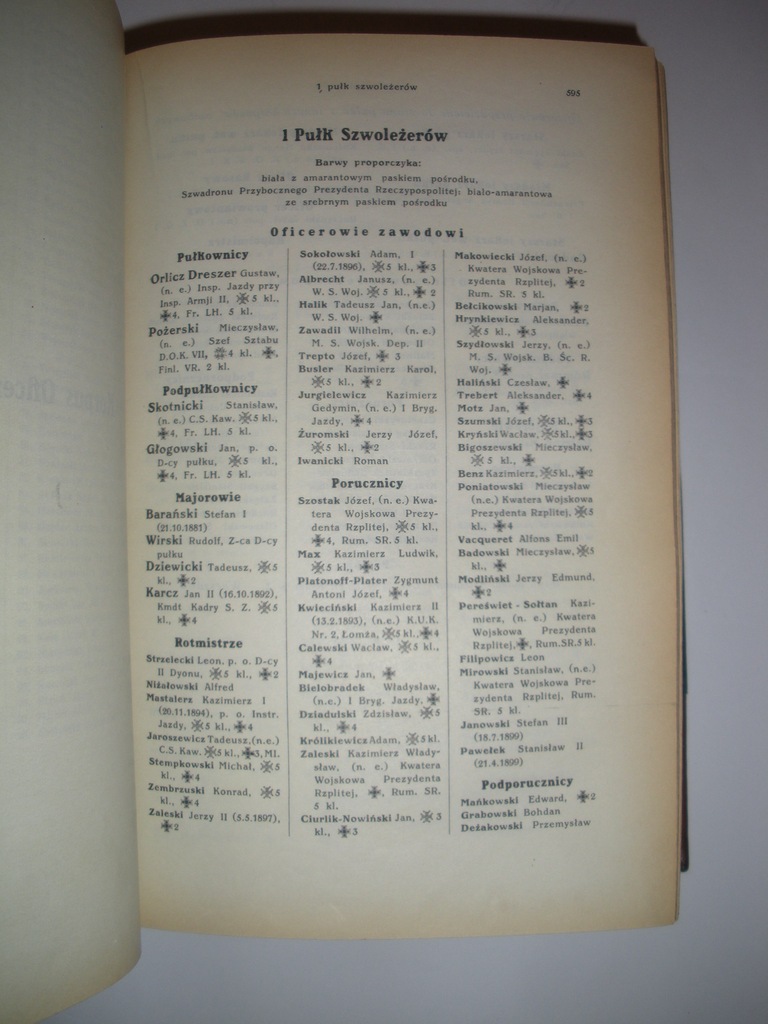 1 pułk szwoleżerów
595
1 Pułk Szwoleżerów
Barwy proporczyka:
biała z amarantowym paskiem pośrodku,
Szwadronu Przybocznego Prezydenta Rzeczypospolitej: biało-amarantowa
ze srebrnym paskiem pośrodku
Oficerowie zawodowi
Pułkownicy
Orlicz Dreszer Gustaw,
(n. e.) Insp. Jazdy przy
Insp. Armji II, 5 kl.,
4, Fr. LH. 5 kl.
Pożerski Mieczysław,
(n. e.) Szef Sztabu
D.O.K. VII, 4 kl. ,
Finl. VR. 2 kl.
Podpułkownicy
Skotnicki Stanisław,
(n. e.) C.S. Kaw. 5 kl.,
4, Fr. LH. 5 kl.
Głogowski Jan, p. o.
D-cy pułku, 5 kl.,
4, Fr. LH. 5 kl.
Majorowie
Barański Stefan I
(21.10.1881)
Wirski Rudolf, Z-ca D-cy
pułku
Dziewicki Tadeusz, 5
kl., 2
Karcz Jan II (16.10.1892),
Kmdt Kadry S. Z. 5
kl., 4
Rotmistrze
Strzelecki Leon. p. o. D-cy
II Dyonu, 5 kl., 2
Niżałowski Alfred
Mastalerz Kazimierz I
(20.11.1894), p. o. Instr.
Jazdy, 5 kl., 4
Jaroszewicz Tadeusz,(n.e.)
C.S. Kaw. 5 kl., 3, MI.
Stempkowski Michał, 5
kl., 4
Zembrzuski Konrad, 5
kl., 4
Zaleski Jerzy II (5.5.1897),
2
Sokołowski Adam, I
(22.7.1896), 5 kl., 3
Albrecht Janusz, (n. e.)
W. S. Woj. 5 kl., 2
Halik Tadeusz Jan, (n.e.)
W. S. Woj.
Zawadil Wilhelm, (n. e.)
M. S. Wojsk. Dep. II
Trepto Józef, 3
Busler Kazimierz Karol,
5 kl., 2
Jurgielewicz Kazimierz
Gedymin, (n. e.) I Bryg.
Jazdy, 4
Żuromski Jerzy Józef,
5 kl., 2
Iwanicki Roman
Porucznicy
Szostak Józef, (n. e.) Kwa-
tera Wojskowa Prezy-
denta Rzplitej, 5 kl.,
4, Rum. SR. 5 kl.
Max Kazimierz Ludwik,
5 kl., 3
Platonoff-Plater Zygmunt
Antoni Józef, 4
Kwieciński Kazimierz II
(13.2.1893), (n.e.) K.U.K.
Nr. 2, Łomża, 5 kl., 4
Calewski Wacław, 5 kl.,
4
Majewicz Jan,
Bielobradek Władysław,
(n.e.) I Bryg. Jazdy,
Dziadulski Zdzisław, 5
kl., 4
Królikiewicz Adam, 5 kl.
Zaleski Kazimierz Włady-
sław, (n. e.) Kwatera
Wojskowa Prezydenta
Rzplitej, , Rum. SR.
5 kl.
Ciurlik-Nowiński Jan, 3
kl., 3
Makowiecki Józef, (n. e.)
Kwatera Wojskowa Pre-
zydenta Rzplitej, 2
Rum. SR. 5 kl.
Bełcikowski Marjan, 2
Hrynkiewicz Aleksander,
5 kl., 3
Szydłowski Jerzy, (n. e.)
M. S. Wojsk. B. Śc. R.
Woj.
Haliński Czesław,
Trebert Aleksander, 4
Motz Jan,
Szumski Józef, 5 kl., 3
Kryński Wacław, 5 kl., 3
Bigoszewski Mieczysław,
5 kl.,
Benz Kazimierz, 5 kl., 2
Poniatowski Mieczysław
(n.e.) Kwatera Wojskowa
Prezydenta Rzplitej, 5
kl., 4
Vacqueret Alfons Emil
Badowski Mieczysław, 5
kl.,
Modliński Jerzy Edmund,
2
Pereświet-Sołtan Kazi-
mierz, (n. e.) Kwatera
Wojskowa Prezydenta
Rzplitej, , Rum.SR.5 kl.
Filipowicz Leon
Mirowski Stanisław, (n.e.)
Kwatera Wojskowa Pre-
zydenta Rzplitej, Rum.
SR. 5 kl.
Janowski Stefan III
(18.7.1899)
Pawełek Stanisław II
(21.4.1899)
Podporucznicy
Mańkowski Edward, 2
Grabowski Bohdan
Deżakowski Przemysław